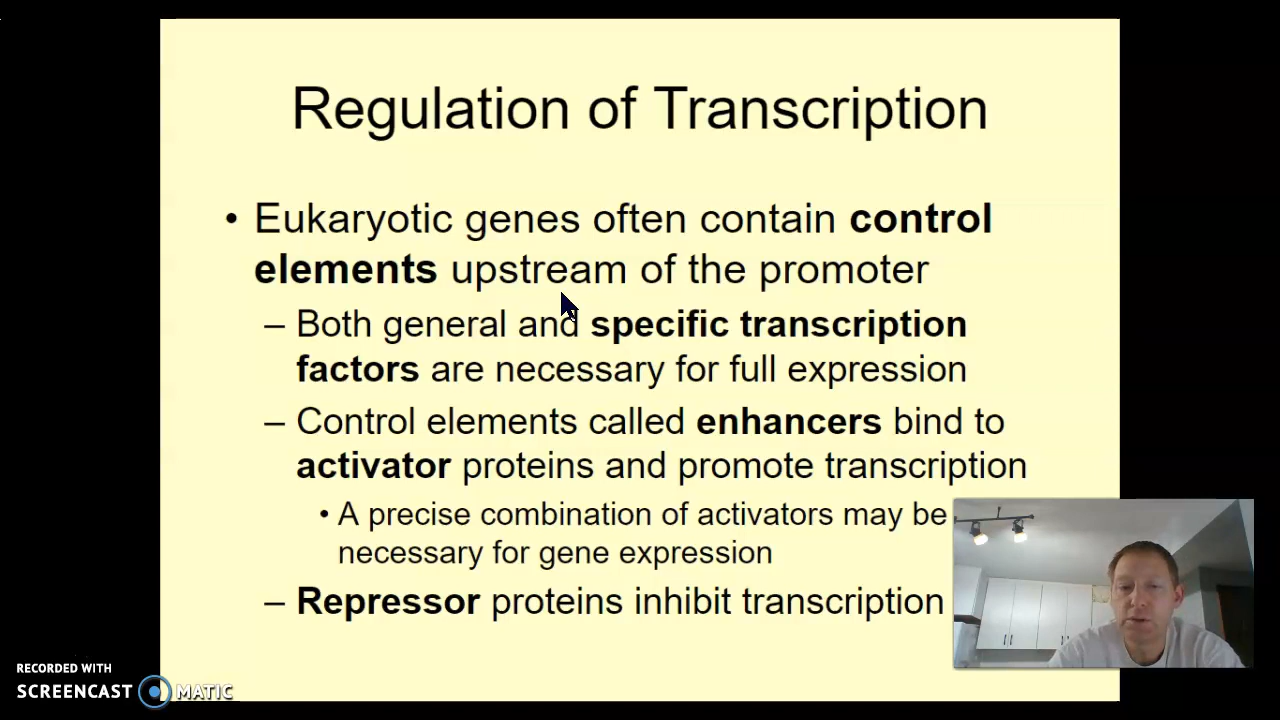 Regulation of Transcription
• Eukaryotic genes often contain control
elements upstream of the promoter
– Both general and specific transcription
factors are necessary for full expression
– Control elements called enhancers bind to
activator proteins and promote transcription
• A precise combination of activators may be
necessary for gene expression
– Repressor proteins inhibit transcription
RECORDED WITH
SCREENCAST MATIC